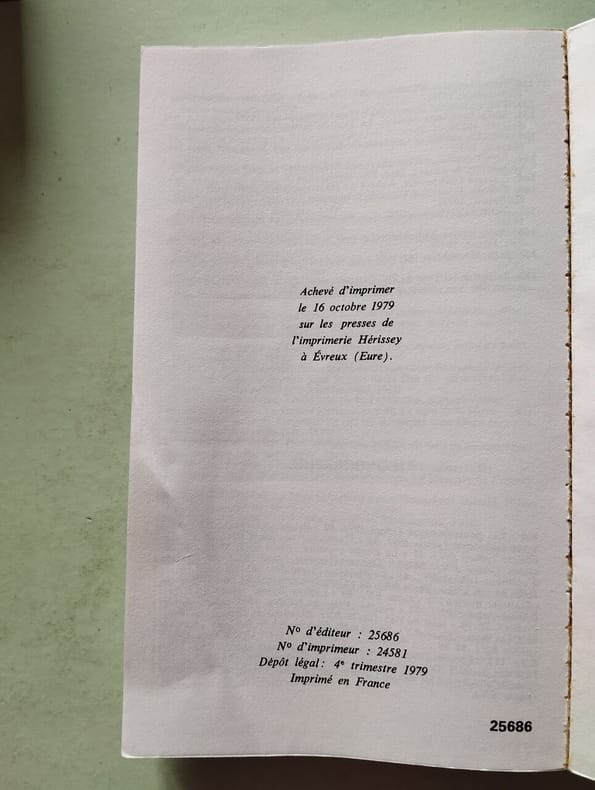 Achevé d'imprimer
le 16 octobre 1979
sur les presses de
l'imprimerie Hérissey
à Évreux (Eure).
Nº d'éditeur : 25686
Nº d'imprimeur : 24581
Dépôt légal : 4e trimestre 1979
Imprimé en France
25686